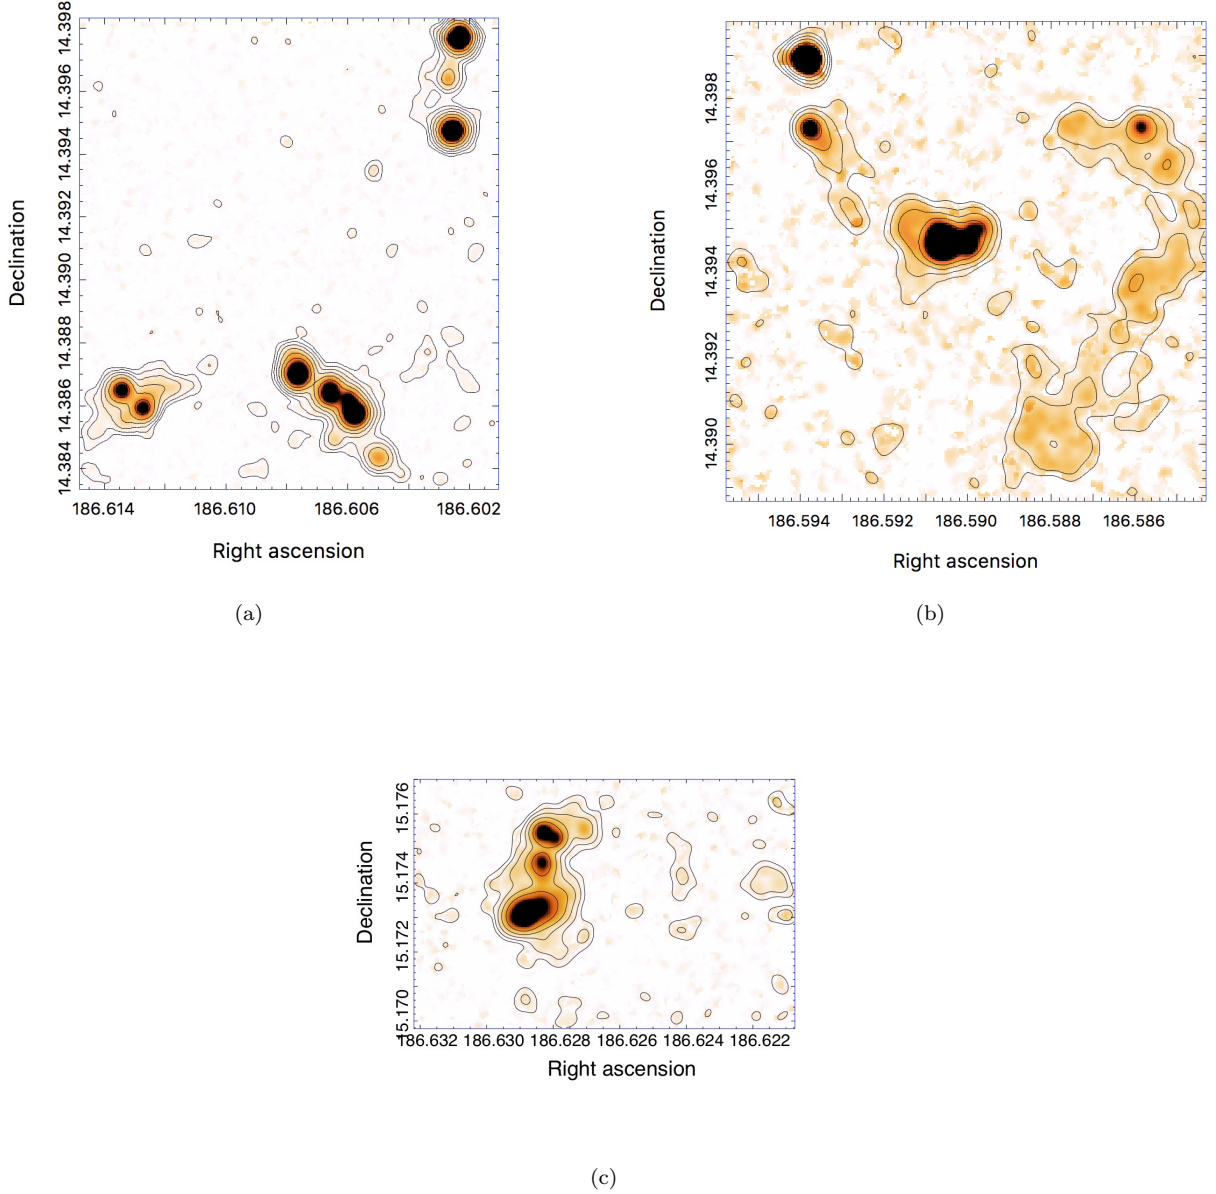 14.398
14.396
14.394
14.392
14.390
14.388
14.386
14.384
Declination
186.614 186.610 186.606 186.602
Right ascension
(a)
14.398
14.396
14.394
14.392
14.390
Declination
186.594 186.592 186.590 186.588 186.586
Right ascension
(b)
15.176
15.174
15.172
15.170
Declination
186.632 186.630 186.628 186.626 186.624 186.622
Right ascension
(c)